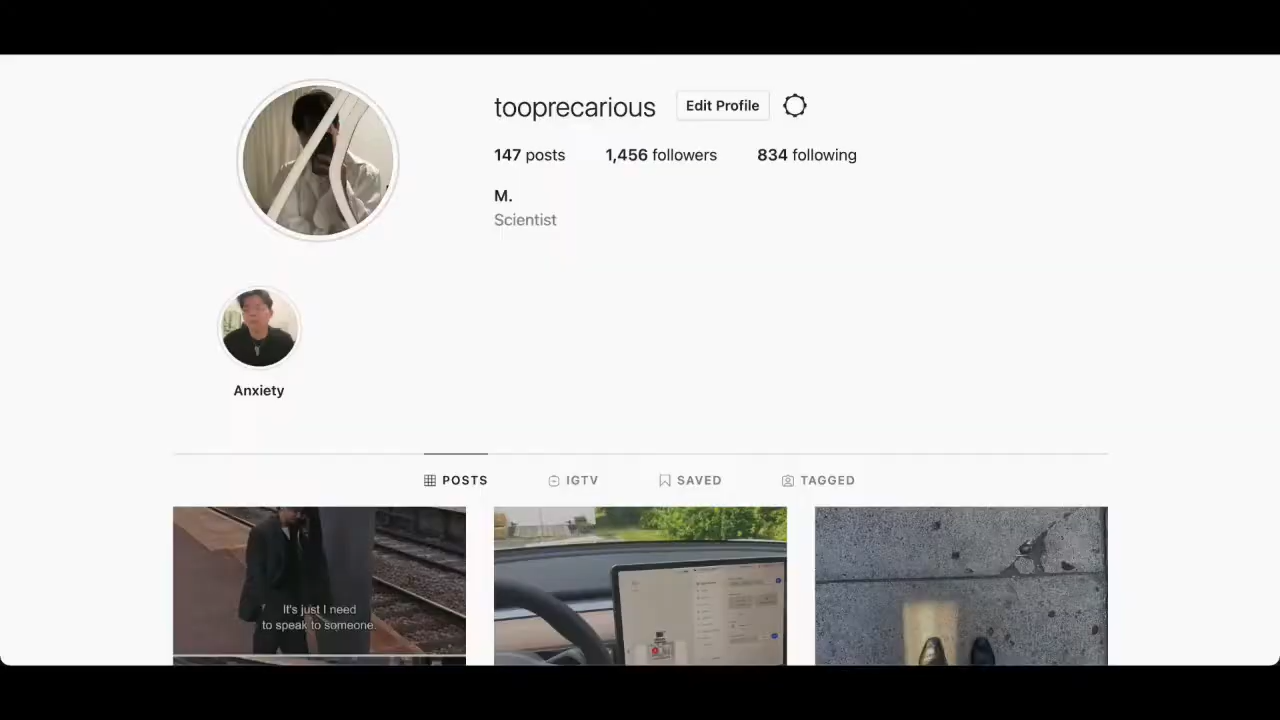 tooprecarious
Edit Profile
147 posts
1,456 followers
834 following
M.
Scientist
Anxiety
POSTS
IGTV
SAVED
TAGGED
It's just I need
to speak to someone.